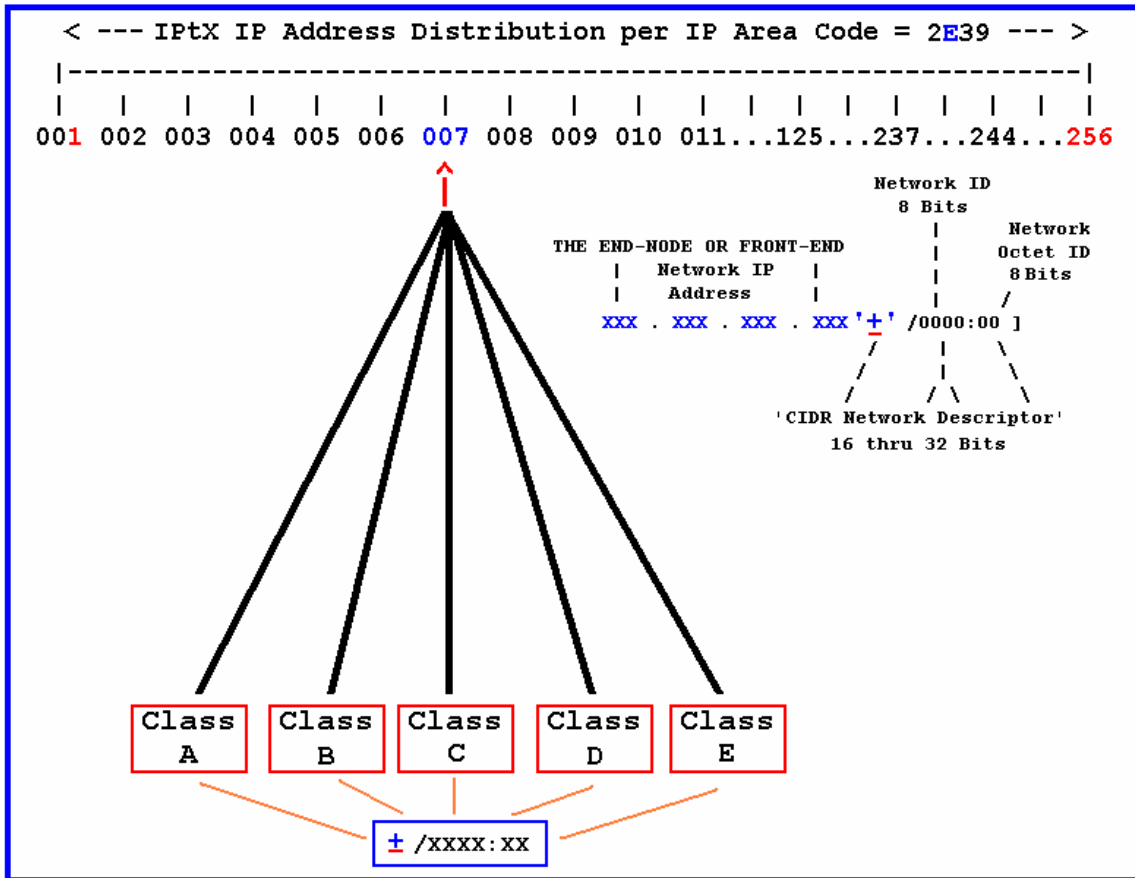 < --- IPtX IP Address Distribution per IP Area Code = 2E39 --- >
001 002 003 004 005 006 007 008 009 010 011...125...237...244...256
Network ID
8 Bits
Network
Octet ID
8 Bits
THE END-NODE OR FRONT-END
Network IP
Address
xxx . xxx . xxx . xxx '±' /0000:00 ]
'CIDR Network Descriptor'
16 thru 32 Bits
Class
A
Class
B
Class
C
Class
D
Class
E
± /xxxx:xx